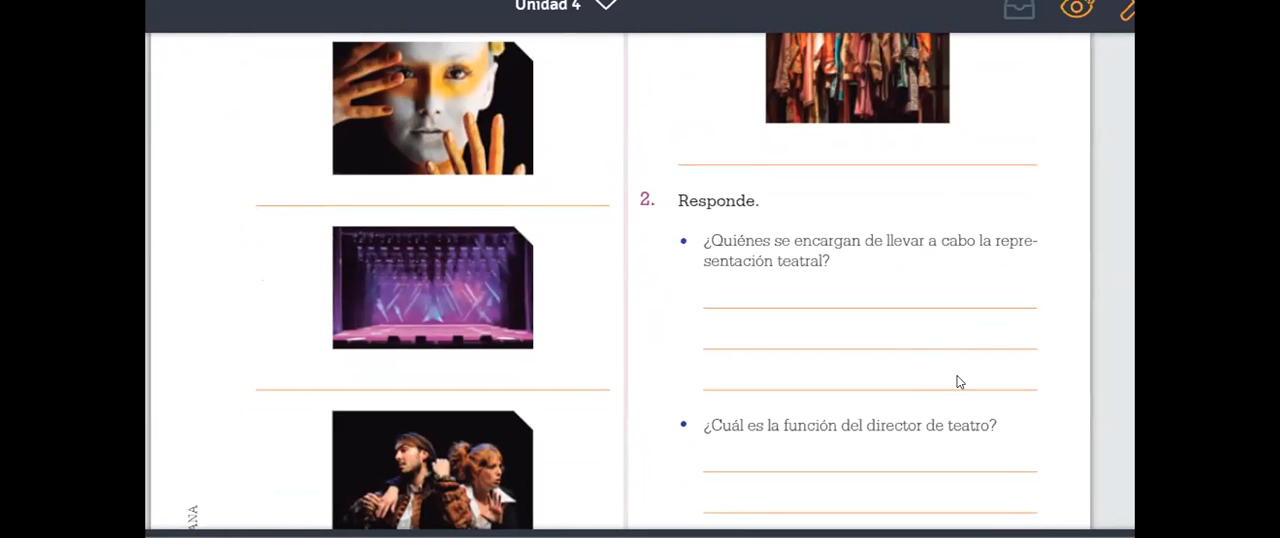 Unidad 4
2. Responde.
• ¿Quiénes se encargan de llevar a cabo la repre-
sentación teatral?
• ¿Cuál es la función del director de teatro?
ANA